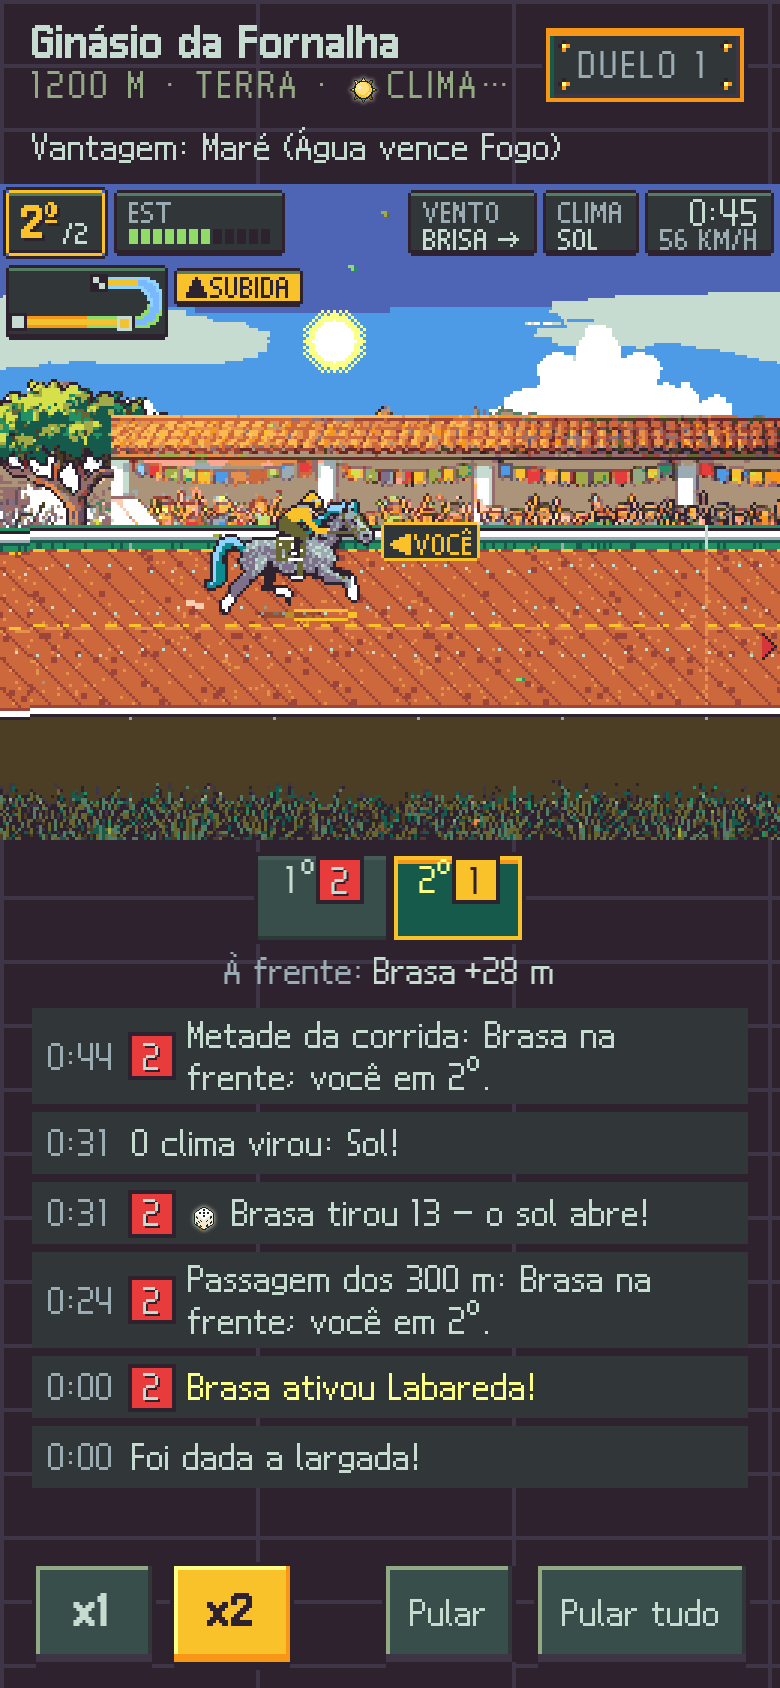 Ginásio da Fornalha
1200 M · TERRA · CLIMA...
DUELO 1
Vantagem: Maré (Água vence Fogo)
2º/2
EST
VENTO
BRISA →
CLIMA
SOL
0:45
56 KM/H
▲SUBIDA
◀VOCÊ
1º 2
2º 1
À frente: Brasa +28 m
0:44 2 Metade da corrida: Brasa na
frente; você em 2º.
0:31 O clima virou: Sol!
0:31 2 Brasa tirou 13 — o sol abre!
0:24 2 Passagem dos 300 m: Brasa na
frente; você em 2º.
0:00 2 Brasa ativou Labareda!
0:00 Foi dada a largada!
x1
x2
Pular
Pular tudo